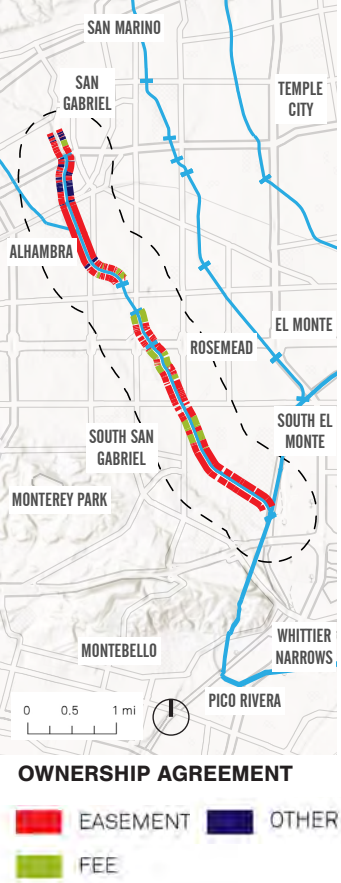 SAN MARINO
SAN
GABRIEL
TEMPLE
CITY
ALHAMBRA
EL MONTE
ROSEMEAD
SOUTH EL
MONTE
SOUTH SAN
GABRIEL
MONTEREY PARK
WHITTIER
NARROWS
MONTEBELLO
PICO RIVERA
0 0.5 1 mi
OWNERSHIP AGREEMENT
EASEMENT OTHER
FEE